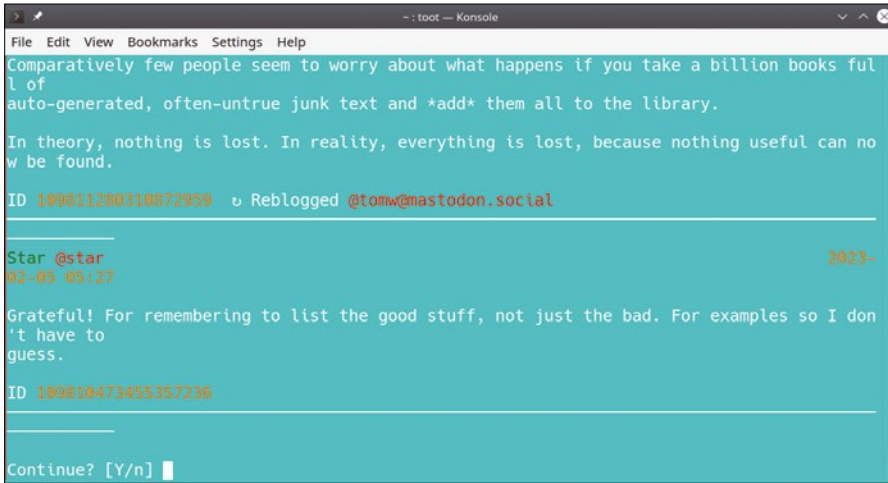 ~ : toot — Konsole
File Edit View Bookmarks Settings Help
Comparatively few people seem to worry about what happens if you take a billion books ful
l of
auto-generated, often-untrue junk text and *add* them all to the library.
In theory, nothing is lost. In reality, everything is lost, because nothing useful can no
w be found.
ID 109811280310872959 ↻ Reblogged @tomw@mastodon.social
Star @star 2023-
02-05 05:27
Grateful! For remembering to list the good stuff, not just the bad. For examples so I don
't have to
guess.
ID 109810473455357236
Continue? [Y/n]